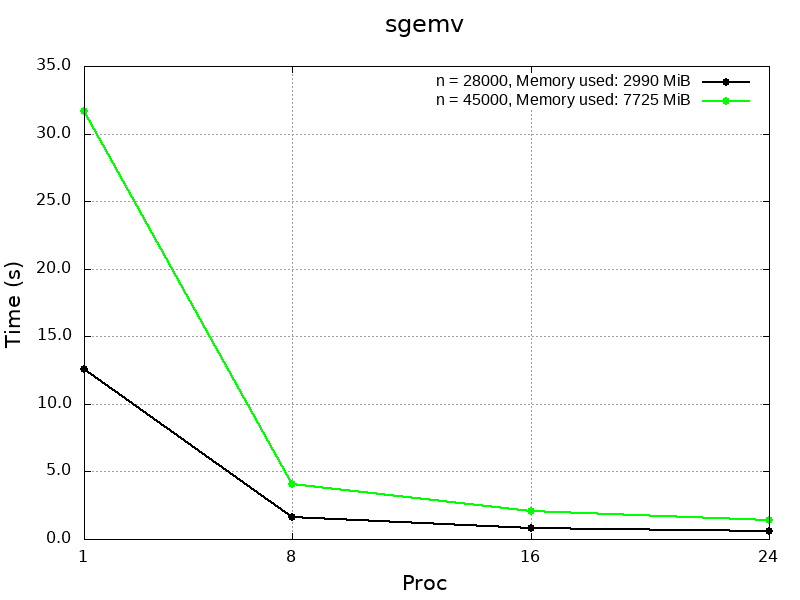 sgemv
35.0
30.0
25.0
20.0
15.0
10.0
5.0
0.0
Time (s)
n = 28000, Memory used: 2990 MiB
n = 45000, Memory used: 7725 MiB
1 8 16 24
Proc